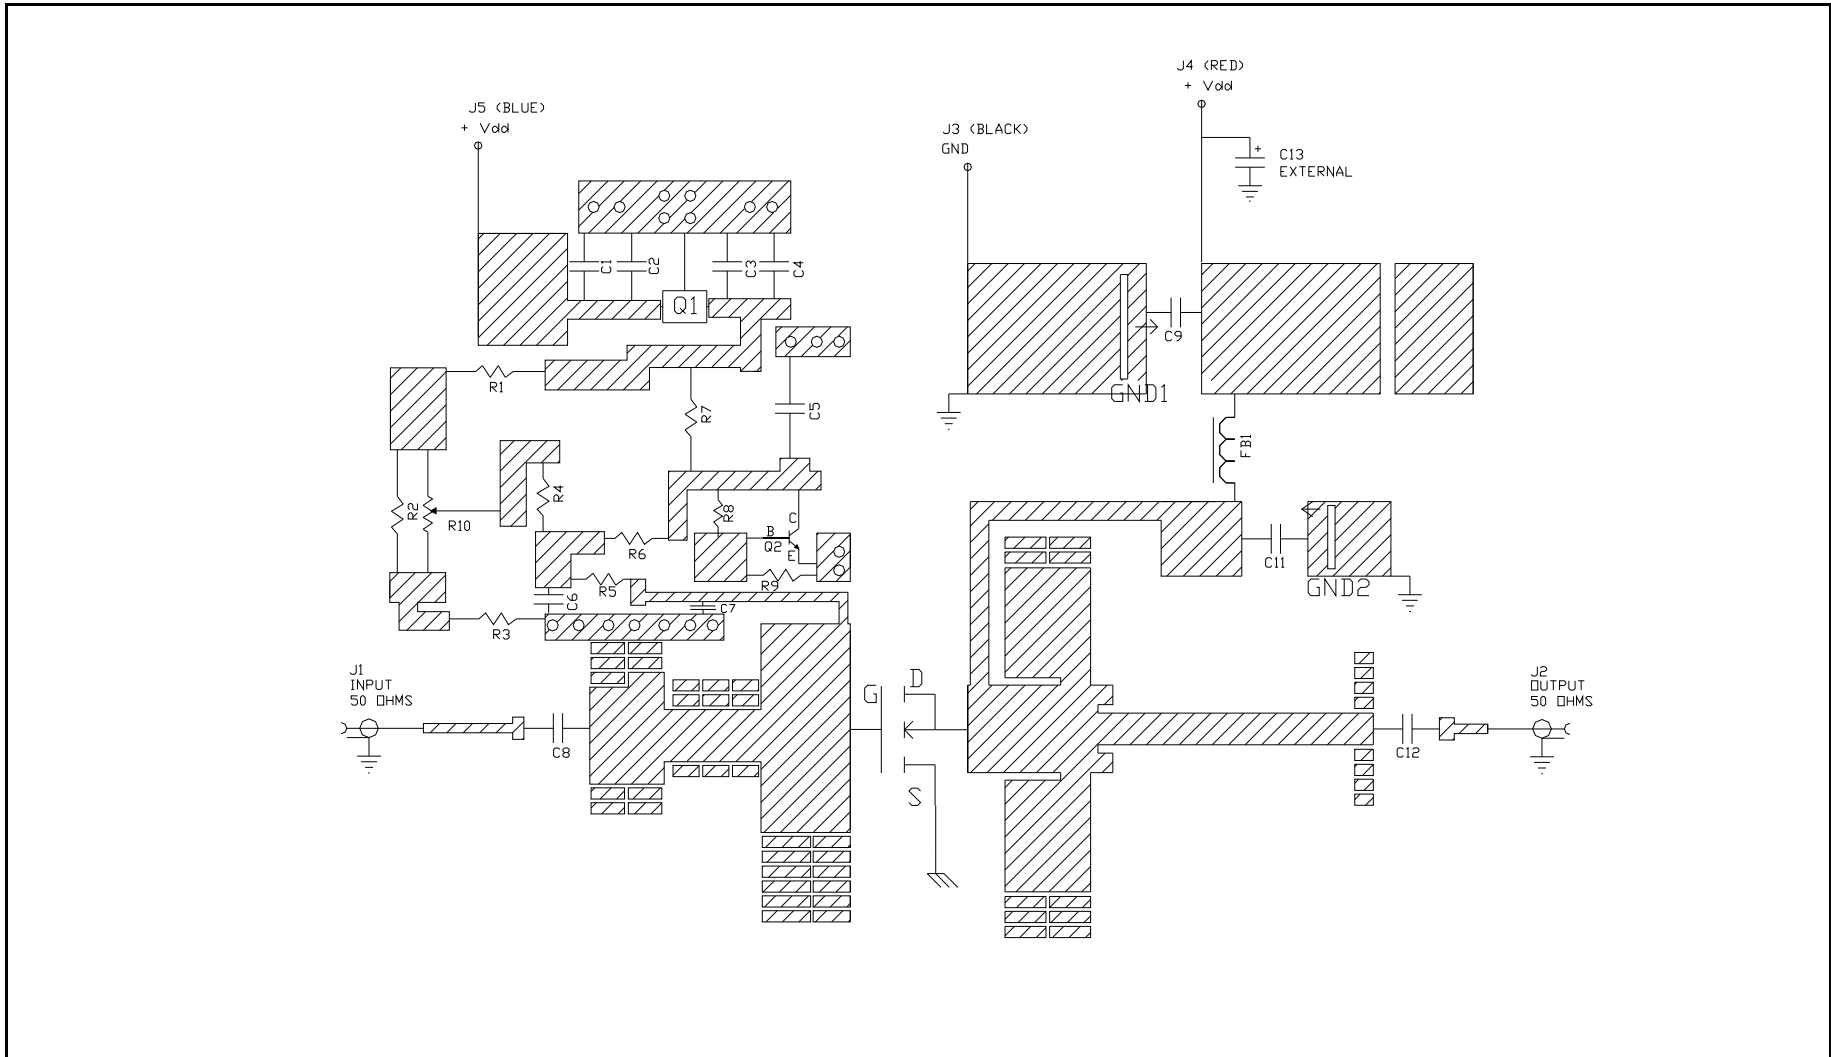 J4 (RED)
+ Vdd
J5 (BLUE)
+ Vdd
J3 (BLACK)
GND
+
C13
EXTERNAL
C1
C2
C3
C4
Q1
C9
GND1
R1
R7
C5
FB1
R4
R2
R10
R8
C
B
Q2
E
R6
C11
R5
R9
GND2
C6
C7
R3
J1
INPUT
50 OHMS
G
D
J2
OUTPUT
50 OHMS
C8
C12
S